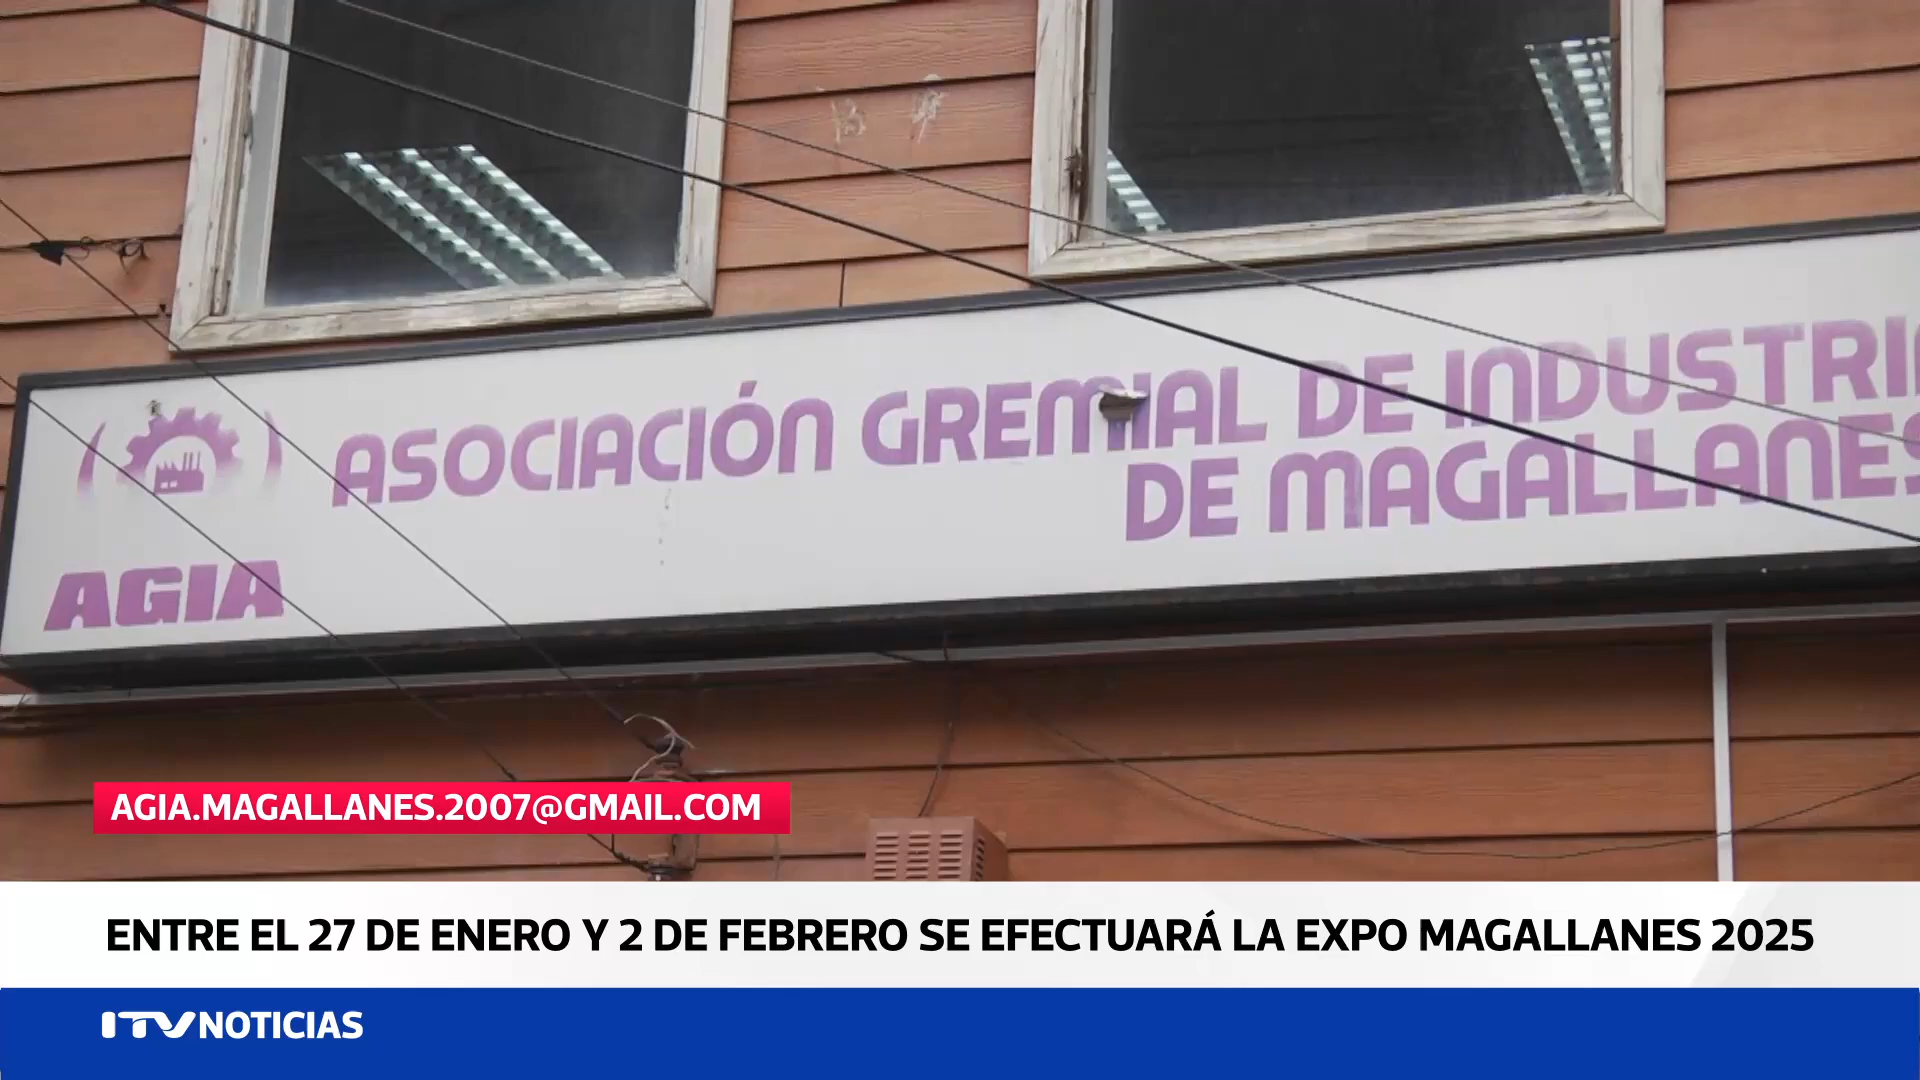 ASOCIACIÓN GREMIAL DE
DE MAGALLANES
AGIA
AGIA.MAGALLANES.2007@GMAIL.COM
ENTRE EL 27 DE ENERO Y 2 DE FEBRERO SE EFECTUARÁ LA EXPO MAGALLANES 2025
ITV NOTICIAS